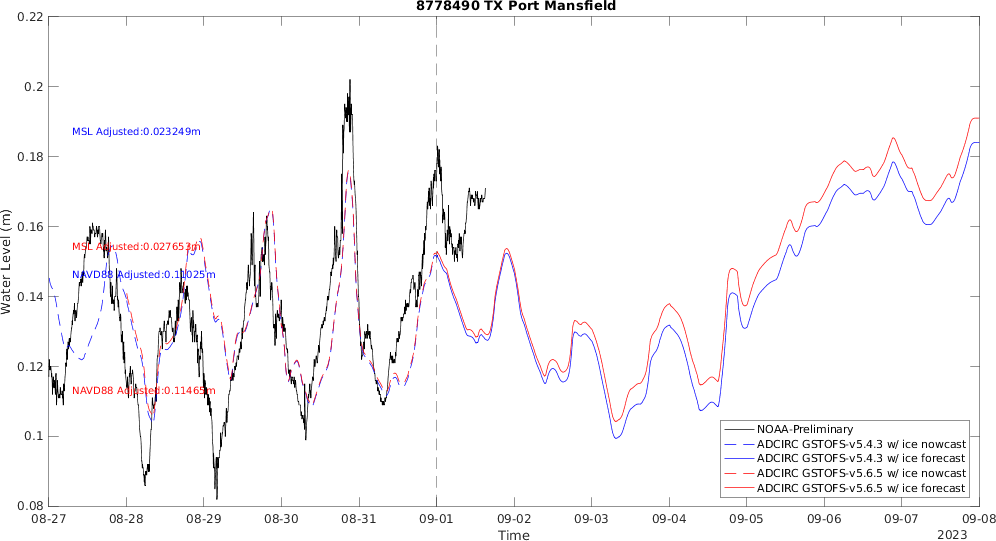 8778490 TX Port Mansfield
Water Level (m)
0.22
0.2
0.18
0.16
0.14
0.12
0.1
0.08
MSL Adjusted:0.023249m
MSL Adjusted:0.027653m
NAVD88 Adjusted:0.11025m
NAVD88 Adjusted:0.11465m
NOAA-Preliminary
ADCIRC GSTOFS-v5.4.3 w/ ice nowcast
ADCIRC GSTOFS-v5.4.3 w/ ice forecast
ADCIRC GSTOFS-v5.6.5 w/ ice nowcast
ADCIRC GSTOFS-v5.6.5 w/ ice forecast
08-27 08-28 08-29 08-30 08-31 09-01 09-02 09-03 09-04 09-05 09-06 09-07 09-08
Time
2023